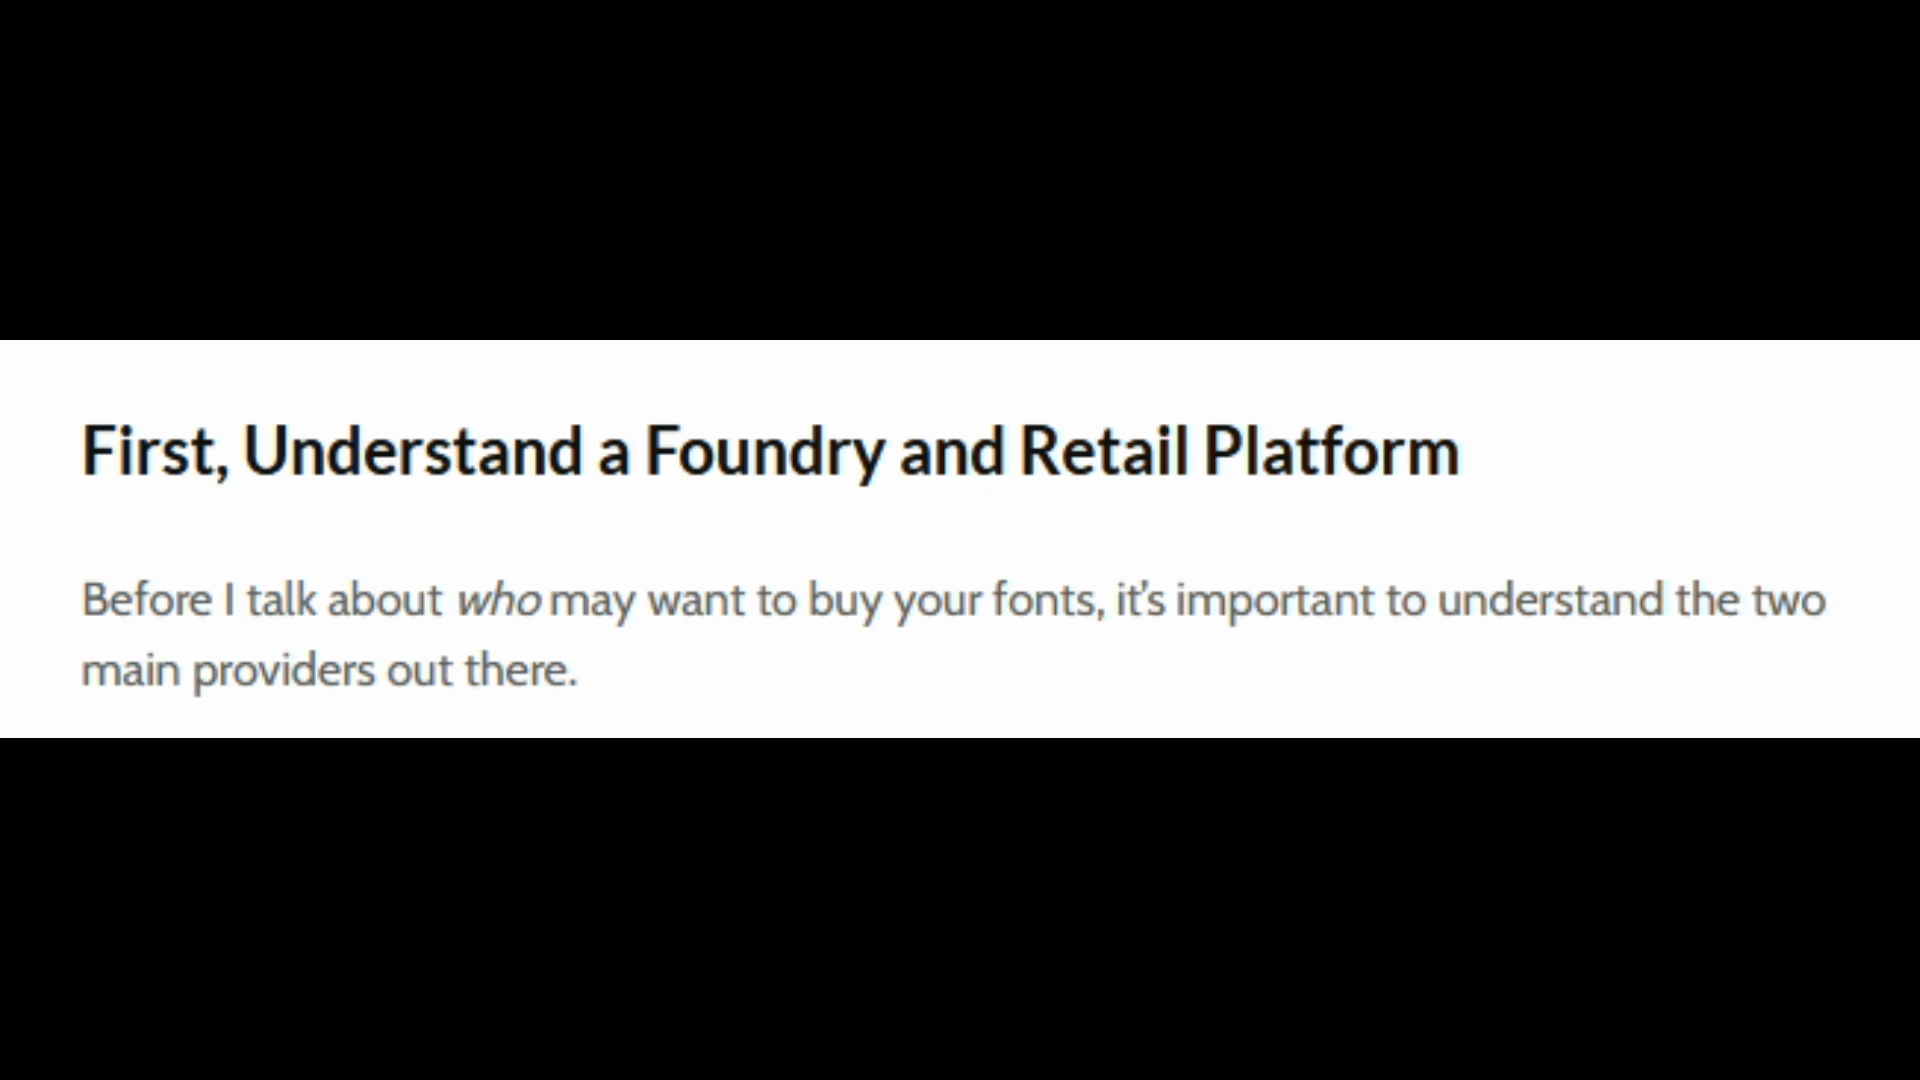 First, Understand a Foundry and Retail Platform
Before I talk about who may want to buy your fonts, it’s important to understand the two
main providers out there.